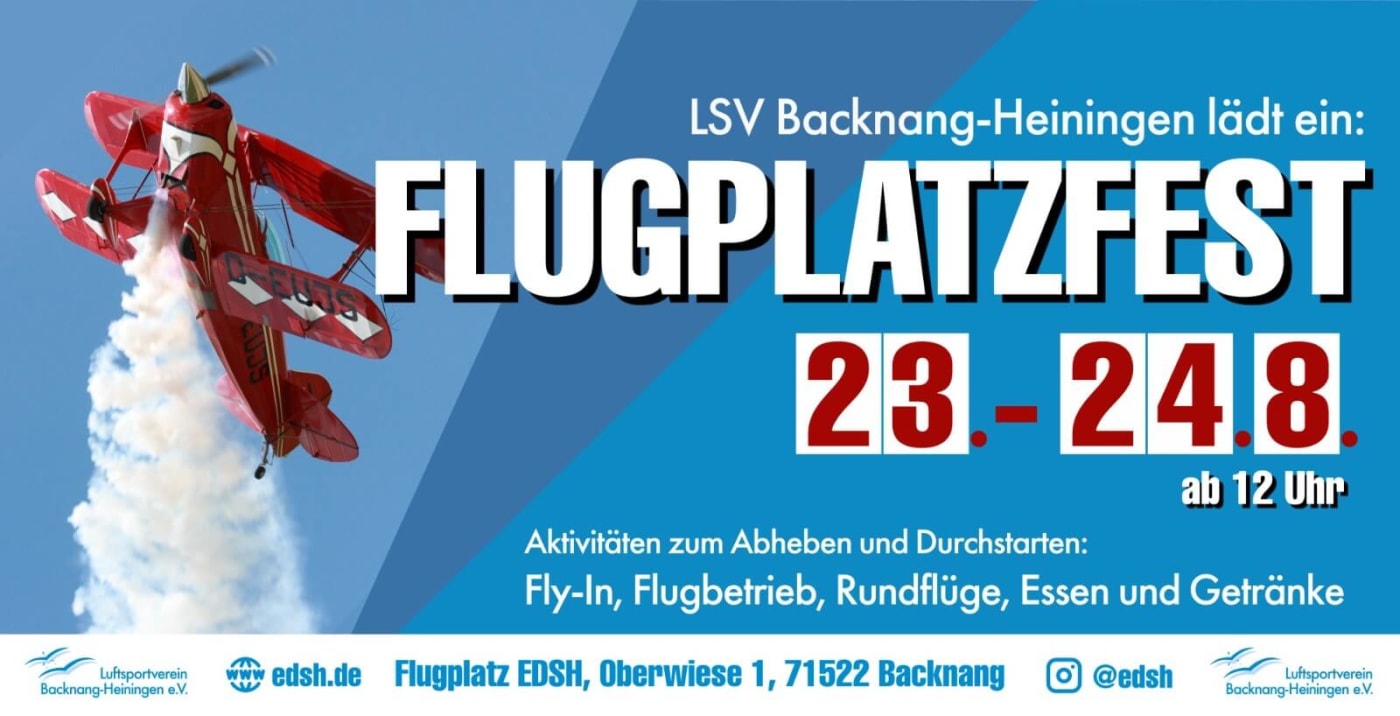 LSV Backnang-Heiningen lädt ein:
FLUGPLATZFEST
23.-24.8.
ab 12 Uhr
Aktivitäten zum Abheben und Durchstarten:
Fly-In, Flugbetrieb, Rundflüge, Essen und Getränke
D-EUJS
EUJS
Luftsportverein
Backnang-Heiningen e.V.
www
edsh.de
Flugplatz EDSH, Oberwiese 1, 71522 Backnang
@edsh
Luftsportverein
Backnang-Heiningen e.V.